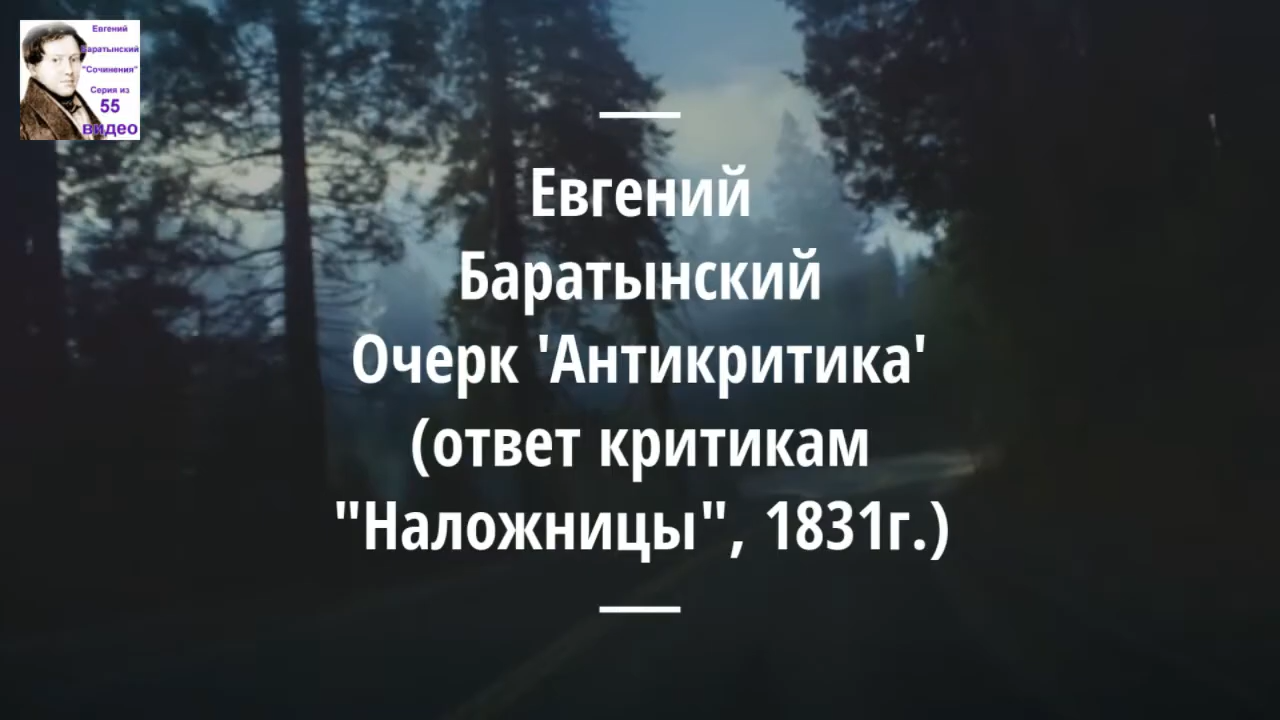 Евгений
Баратынский
"Сочинения"
Серия из
55
видео
Евгений
Баратынский
Очерк 'Антикритика'
(ответ критикам
"Наложницы", 1831г.)